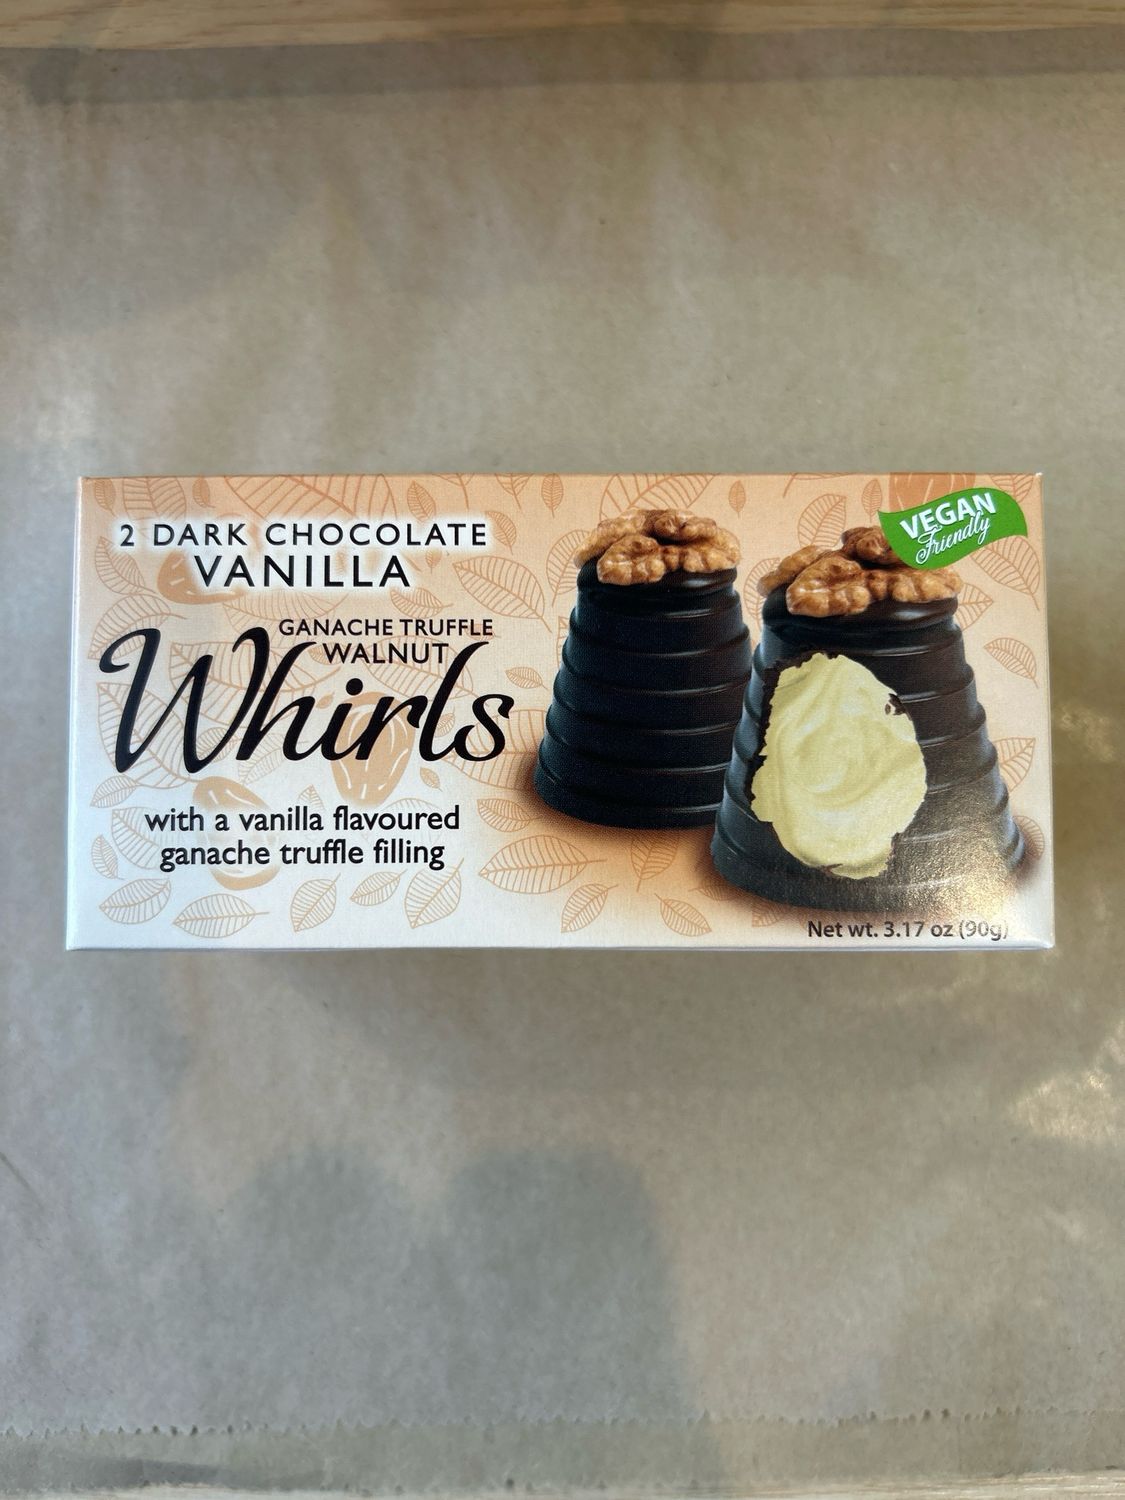 2 DARK CHOCOLATE
VANILLA
GANACHE TRUFFLE
WALNUT
Whirls
with a vanilla flavoured
ganache truffle filling
VEGAN
Friendly
Net wt. 3.17 oz (90g)